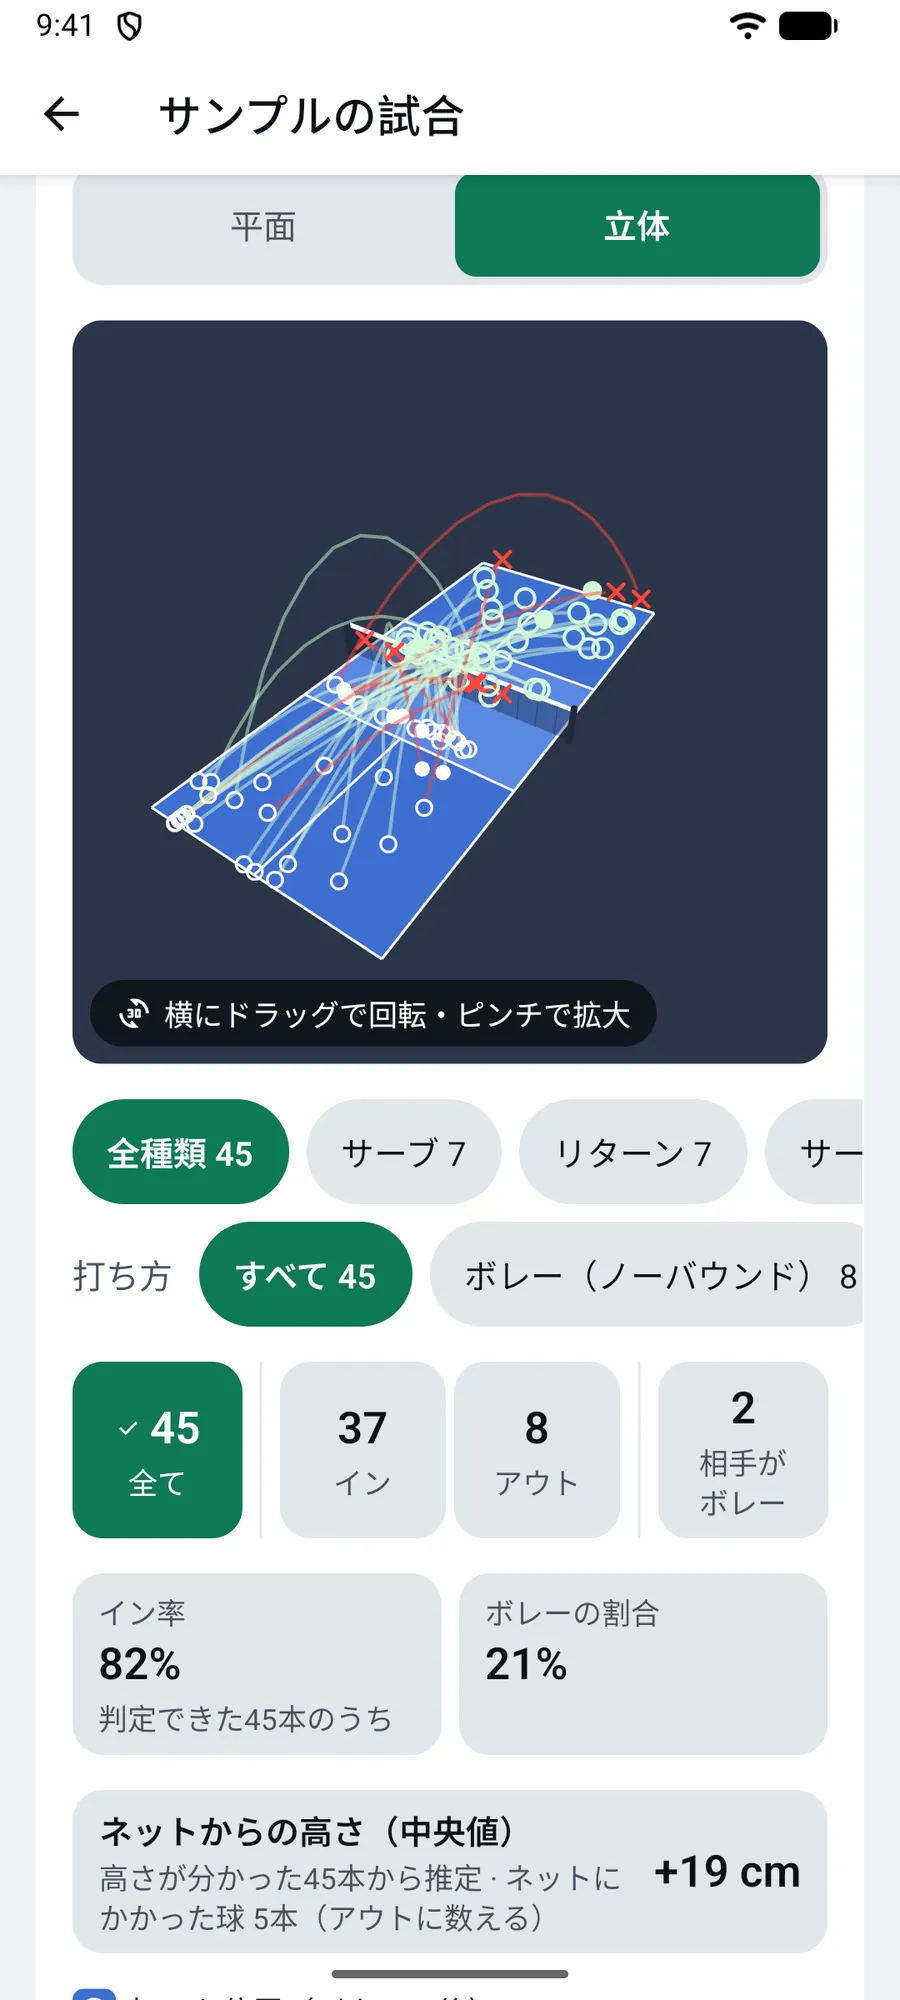 9:41
サンプルの試合
平面
立体
横にドラッグで回転・ピンチで拡大
全種類 45
サーブ 7
リターン 7
サー
打ち方
すべて 45
ボレー（ノーバウンド） 8
45
全て
37
イン
8
アウト
2
相手が
ボレー
イン率
82%
判定できた45本のうち
ボレーの割合
21%
ネットからの高さ（中央値）
高さが分かった45本から推定 · ネットに
かかった球 5本（アウトに数える）
+19 cm